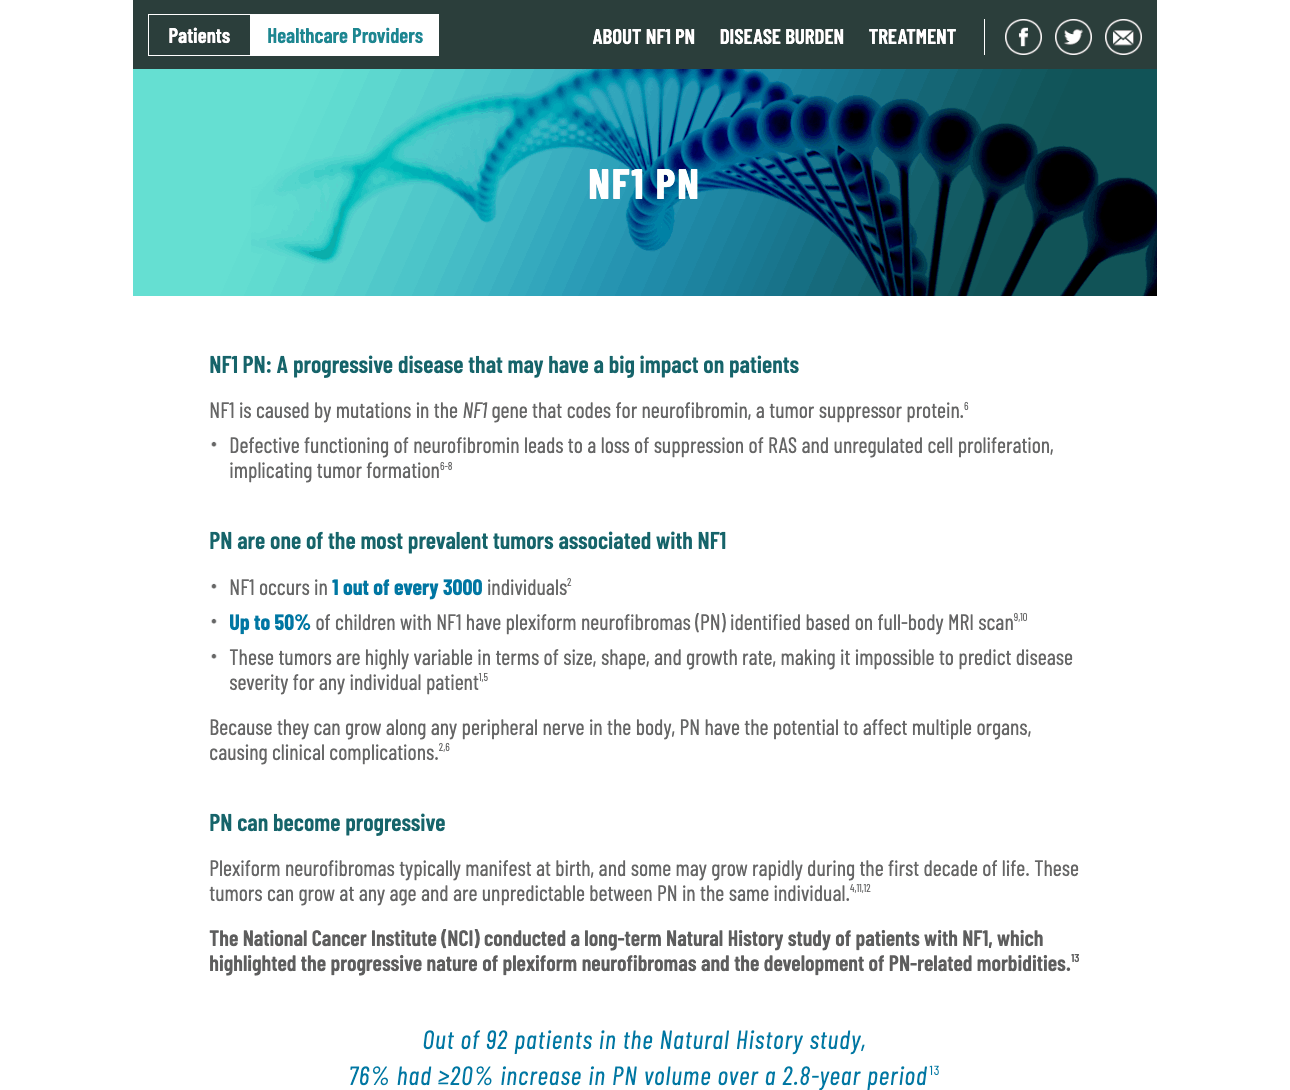 Patients Healthcare Providers ABOUT NF1 PN DISEASE BURDEN TREATMENT
NF1 PN
NF1 PN: A progressive disease that may have a big impact on patients
NF1 is caused by mutations in the NF1 gene that codes for neurofibromin, a tumor suppressor protein.6
• Defective functioning of neurofibromin leads to a loss of suppression of RAS and unregulated cell proliferation,
implicating tumor formation6-8
PN are one of the most prevalent tumors associated with NF1
• NF1 occurs in 1 out of every 3000 individuals2
• Up to 50% of children with NF1 have plexiform neurofibromas (PN) identified based on full-body MRI scan9,10
• These tumors are highly variable in terms of size, shape, and growth rate, making it impossible to predict disease
severity for any individual patient1,5
Because they can grow along any peripheral nerve in the body, PN have the potential to affect multiple organs,
causing clinical complications.2,6
PN can become progressive
Plexiform neurofibromas typically manifest at birth, and some may grow rapidly during the first decade of life. These
tumors can grow at any age and are unpredictable between PN in the same individual.4,11,12
The National Cancer Institute (NCI) conducted a long-term Natural History study of patients with NF1, which
highlighted the progressive nature of plexiform neurofibromas and the development of PN-related morbidities.13
Out of 92 patients in the Natural History study,
76% had ≥20% increase in PN volume over a 2.8-year period13